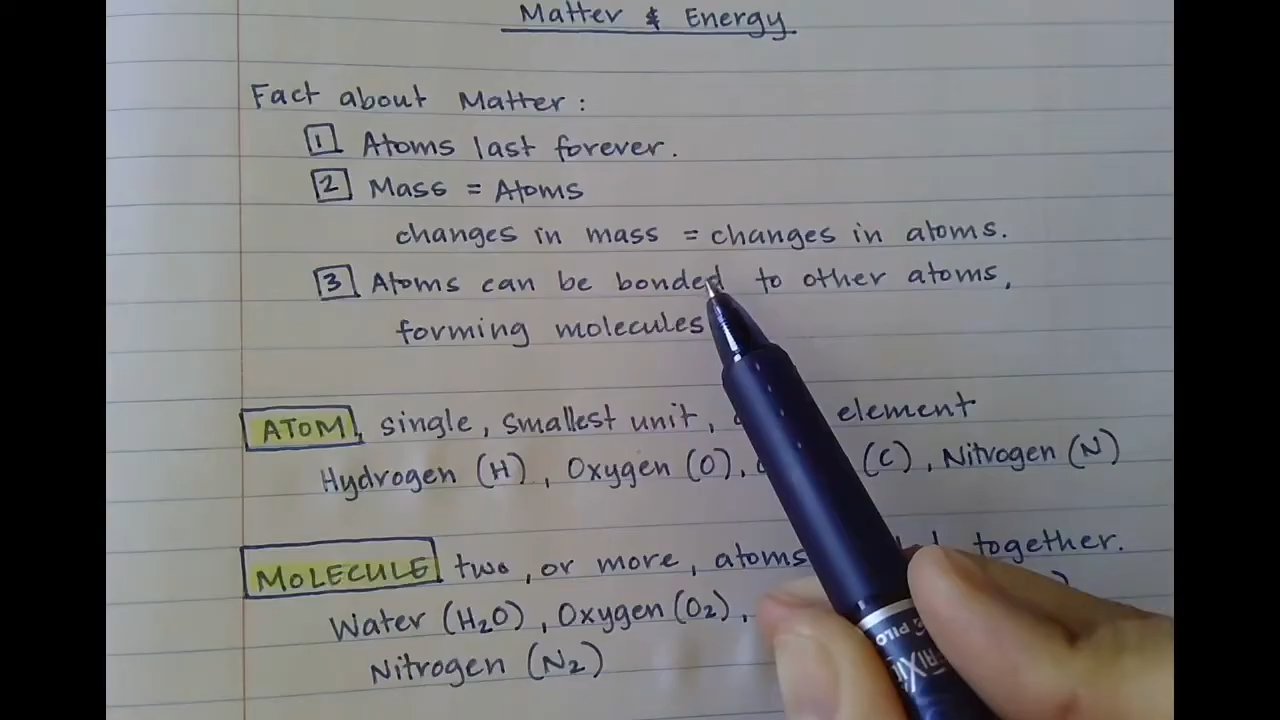 Matter & Energy
Fact about Matter:
1 Atoms last forever.
2 Mass = Atoms
changes in mass = changes in atoms.
3 Atoms can be bonded to other atoms,
forming molecules
ATOM, single, smallest unit, element
Hydrogen (H), Oxygen (O), (C), Nitrogen (N)
MOLECULE two, or more, atoms together.
Water (H2O), Oxygen (O2),
Nitrogen (N2)
PILO